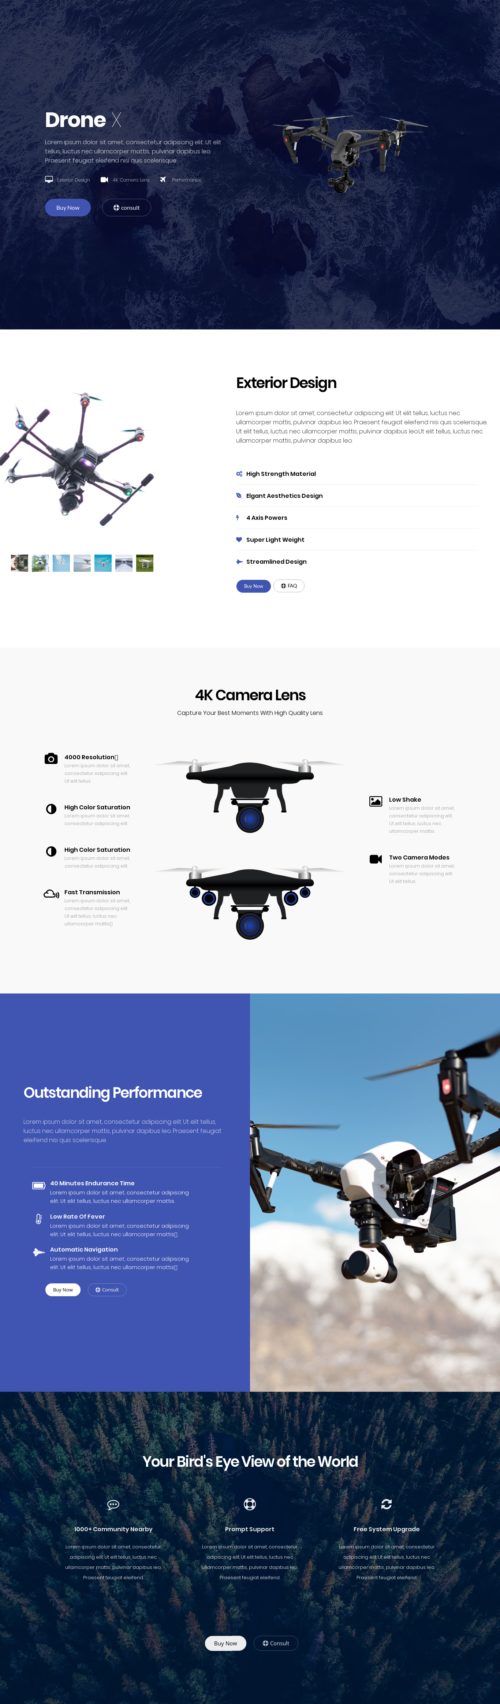 Drone X
Lorem ipsum dolor sit amet, consectetur adipiscing elit. Ut elit
tellus, luctus nec ullamcorper mattis, pulvinar dapibus leo.
Praesent feugiat eleifend nisi quis scelerisque.
Exterior Design
4k Camera Lens
Performance
Buy Now
consult
Exterior Design
Lorem ipsum dolor sit amet, consectetur adipiscing elit. Ut elit tellus, luctus nec
ullamcorper mattis, pulvinar dapibus leo.Praesent feugiat eleifend nisi quis scelerisque.
Ut elit tellus, luctus nec ullamcorper mattis, pulvinar dapibus leo.Ut elit tellus, luctus nec
ullamcorper mattis, pulvinar dapibus leo.
High Strength Material
Elgant Aosthetics Design
4 Axis Powers
Super Light Weight
Streamlined Design
Buy Now
FAQ
4K Camera Lens
Capture Your Best Moments With High Quality Lens
4000 Resolution
Lorem ipsum dolor sit amet,
consectetur adipiscing elit.
Ut elit tellus.
High Color Saturation
Lorem ipsum dolor sit amet,
consectetur adipiscing elit.
High Color Saturation
Lorem ipsum dolor sit amet,
consectetur adipiscing elit.
Fast Transmission
Lorem ipsum dolor sit amet,
consectetur adipiscing elit.
Ut elit tellus, luctus nec
ullamcorper mattis
Low Shake
Lorem ipsum dolor sit amet,
consectetur adipiscing elit.
Ut elit tellus, luctus nec
ullamcorper mattis.
Two Camera Modes
Lorem ipsum dolor sit amet,
consectetur adipiscing elit.
Ut elit tellus.
Outstanding Performance
Lorem ipsum dolor sit amet, consectetur adipiscing elit. Ut elit tellus,
luctus nec ullamcorper mattis, pulvinar dapibus leo. Praesent feugiat
eleifend nis quis scelerisque.
40 Minutes Endurance Time
Lorem ipsum dolor sit amet, consectetur adipiscing
elit. Ut elit tellus, luctus nec ullamcorper mattis.
Low Rate Of Fever
Lorem ipsum dolor sit amet, consectetur adipiscing
elit. Ut elit tellus, luctus nec ullamcorper mattis
Automatic Navigation
Lorem ipsum dolor sit amet, consectetur adipiscing
elit. Ut elit tellus, luctus nec ullamcorper mattis
Buy Now
Consult
Your Bird's Eye View of the World
1000+ Community Nearby
Lorem ipsum dolor sit amet, consectetur
adipiscing elit. Ut elit tellus, luctus nec
ullamcorper mattis, pulvinar dapibus leo.
Praesent feugiat eleifend
Prompt Support
Lorem ipsum dolor sit amet, consectetur
adipiscing elit. Ut elit tellus, luctus nec
ullamcorper mattis, pulvinar dapibus leo.
Praesent feugiat eleifend
Free System Upgrade
Lorem ipsum dolor sit amet, consectetur
adipiscing elit. Ut elit tellus, luctus nec
ullamcorper mattis, pulvinar dapibus leo.
Praesent feugiat eleifend
Buy Now
Consult